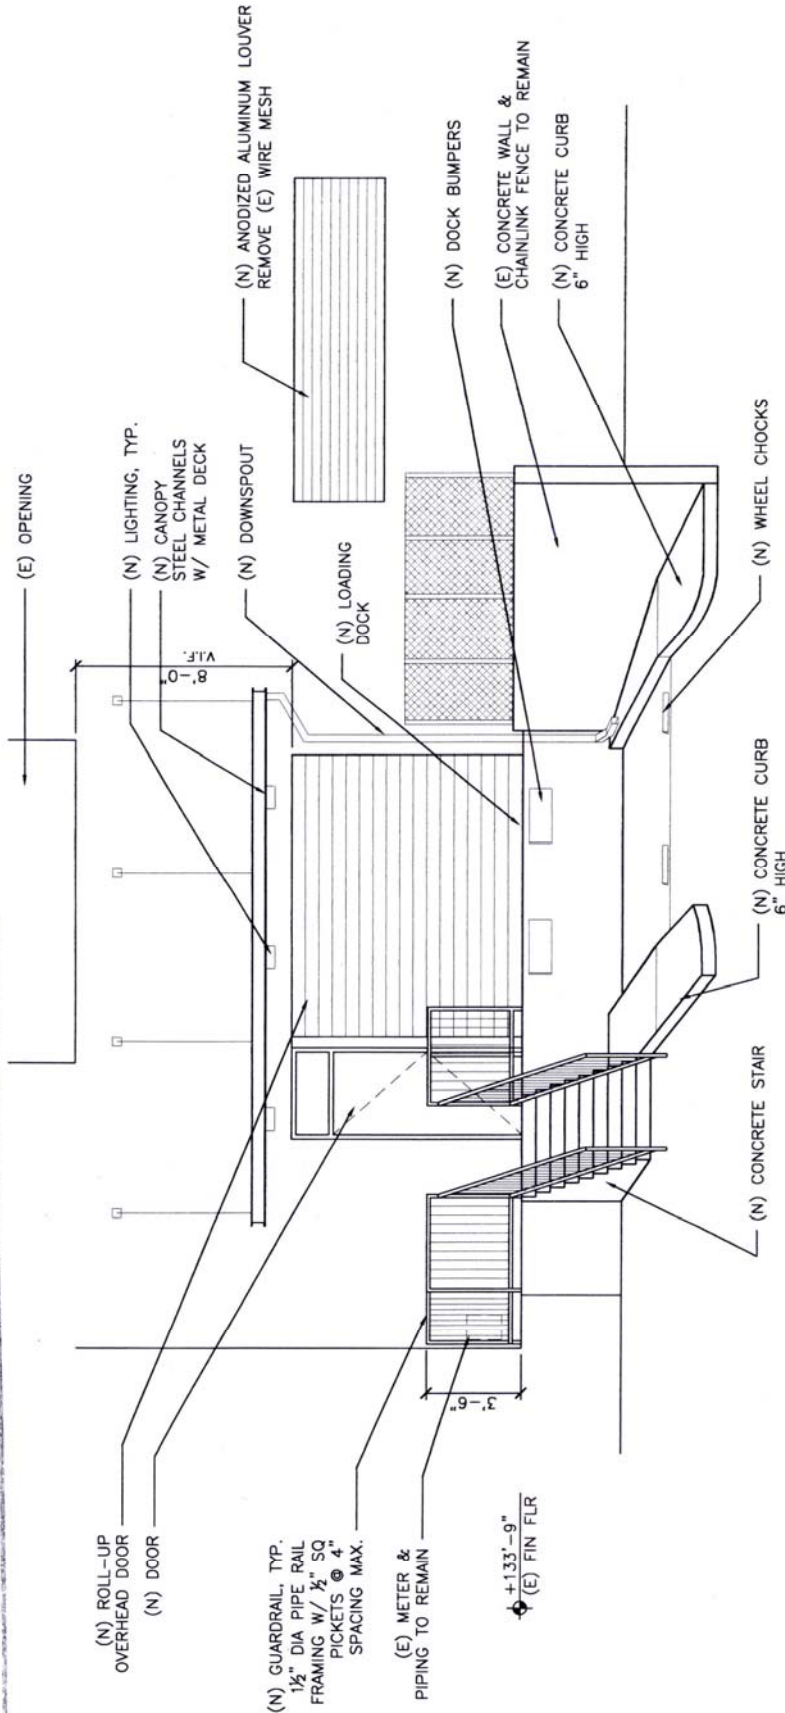 (E) OPENING
(N) LIGHTING, TYP.
(N) CANOPY
STEEL CHANNELS
W/ METAL DECK
(N) DOWNSPOUT
(N) LOADING
DOCK
(N) ANODIZED ALUMINUM LOUVER
REMOVE (E) WIRE MESH
(N) DOCK BUMPERS
(E) CONCRETE WALL &
CHAINLINK FENCE TO REMAIN
(N) CONCRETE CURB
6" HIGH
(N) WHEEL CHOCKS
(N) CONCRETE CURB
6" HIGH
(N) CONCRETE STAIR
8'-0"
V.I.F.
3'-6"
(N) ROLL-UP
OVERHEAD DOOR
(N) DOOR
(N) GUARDRAIL, TYP.
1½" DIA PIPE RAIL
FRAMING W/ ½" SQ
PICKETS @ 4"
SPACING MAX.
(E) METER &
PIPING TO REMAIN
+133'-9"
(E) FIN FLR